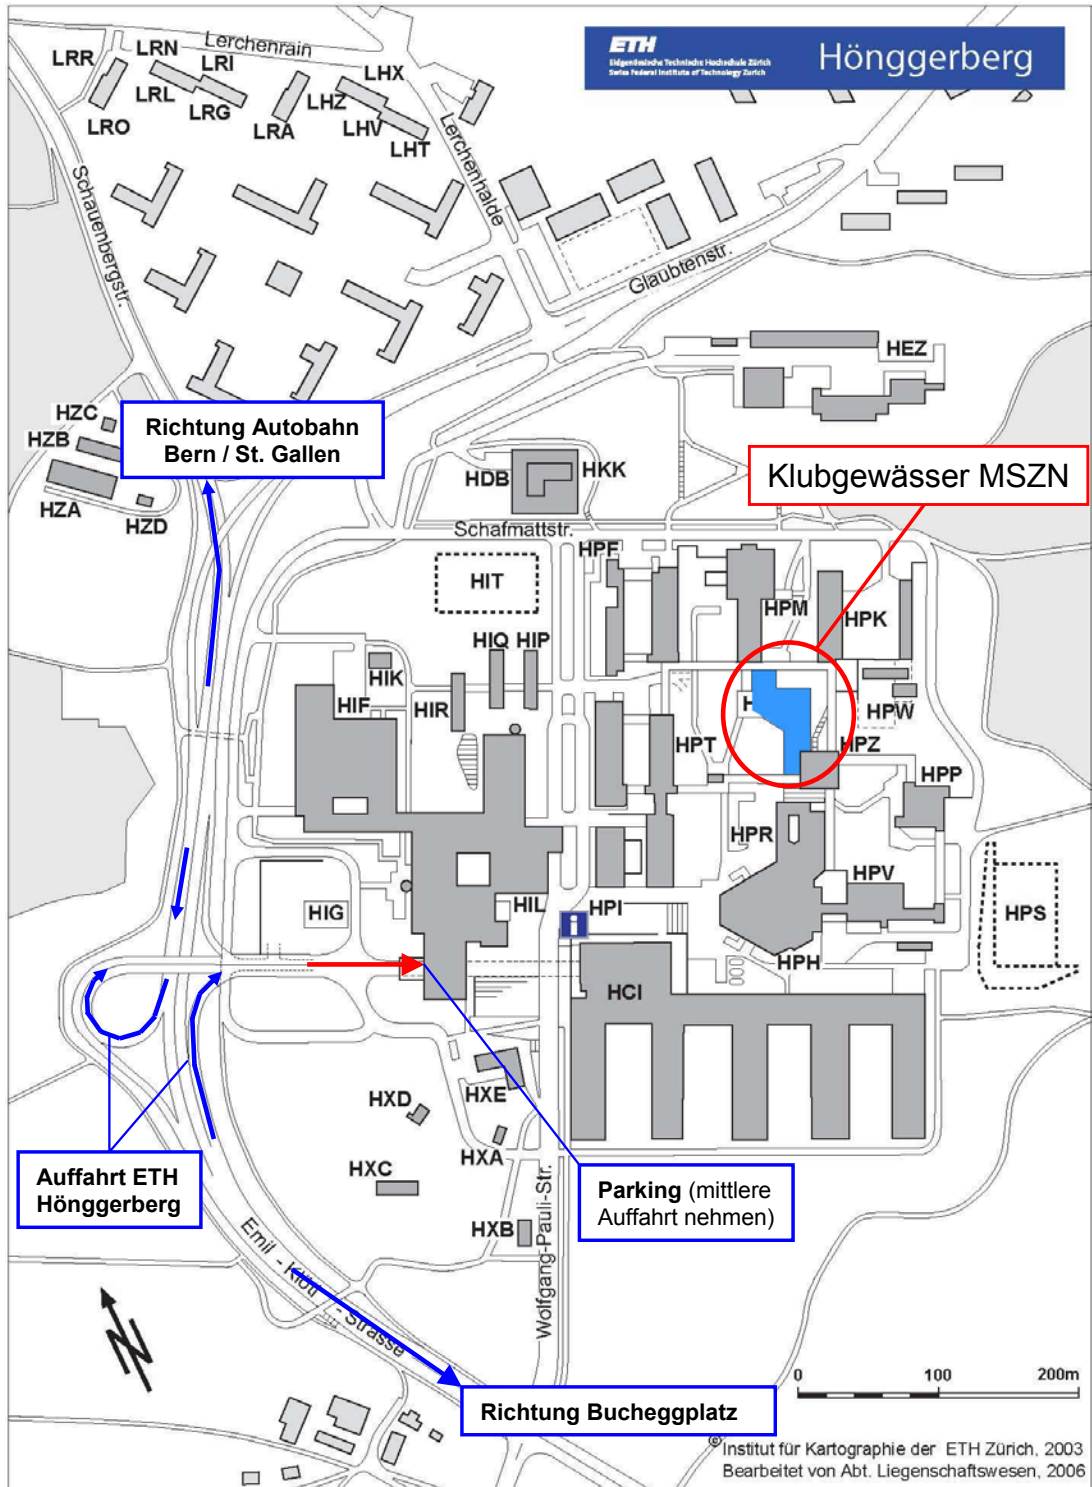 ETH
Eidgenössische Technische Hochschule Zürich
Swiss Federal Institute of Technology Zurich
Hönggerberg
Lerchenrain
LRR
LRN
LRI
LRL
LRG
LRO
LRA
LHX
LHZ
LHV
LHT
Lerchenhalde
Schauenbergstr.
Glaubtenstr.
HEZ
HZC
HZB
HZA
HZD
Richtung Autobahn
Bern / St. Gallen
HDB
HKK
Klubgewässer MSZN
Schafmattstr.
HPF
HIT
HPM
HPK
HIQ
HIP
HIK
HIF
HIR
HPT
H
HPW
HPZ
HPP
HPR
HPV
HIG
HIL
HPI
i
HPS
HPH
HCI
HXE
HXD
HXA
HXC
HXB
Auffahrt ETH
Hönggerberg
Parking (mittlere
Auffahrt nehmen)
Wolfgang-Pauli-Str.
Emil - Klöti - Strasse
Richtung Bucheggplatz
0 100 200m
© Institut für Kartographie der ETH Zürich, 2003
Bearbeitet von Abt. Liegenschaftswesen, 2006